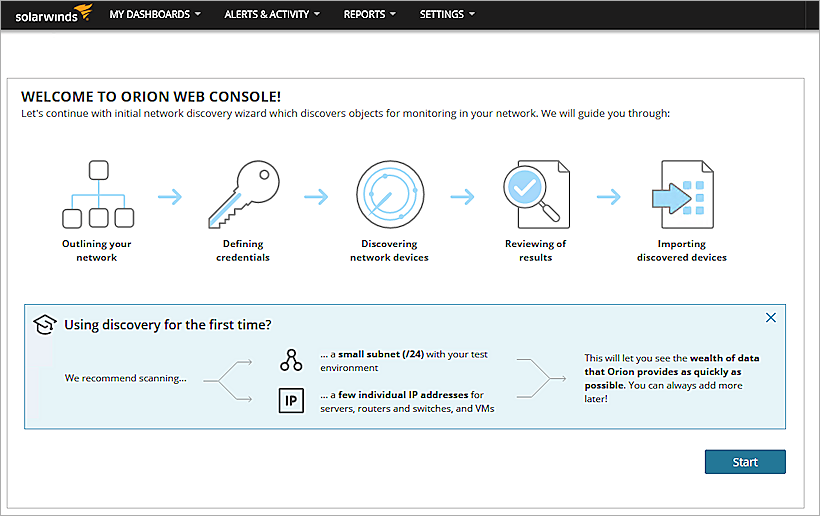 solarwinds MY DASHBOARDS ALERTS & ACTIVITY REPORTS SETTINGS
WELCOME TO ORION WEB CONSOLE!
Let's continue with initial network discovery wizard which discovers objects for monitoring in your network. We will guide you through:
Outlining your
network
Defining
credentials
Discovering
network devices
Reviewing of
results
Importing
discovered devices
Using discovery for the first time?
We recommend scanning...
... a small subnet (/24) with your test
environment
IP
... a few individual IP addresses for
servers, routers and switches, and VMs
This will let you see the wealth of data
that Orion provides as quickly as
possible. You can always add more
later!
Start